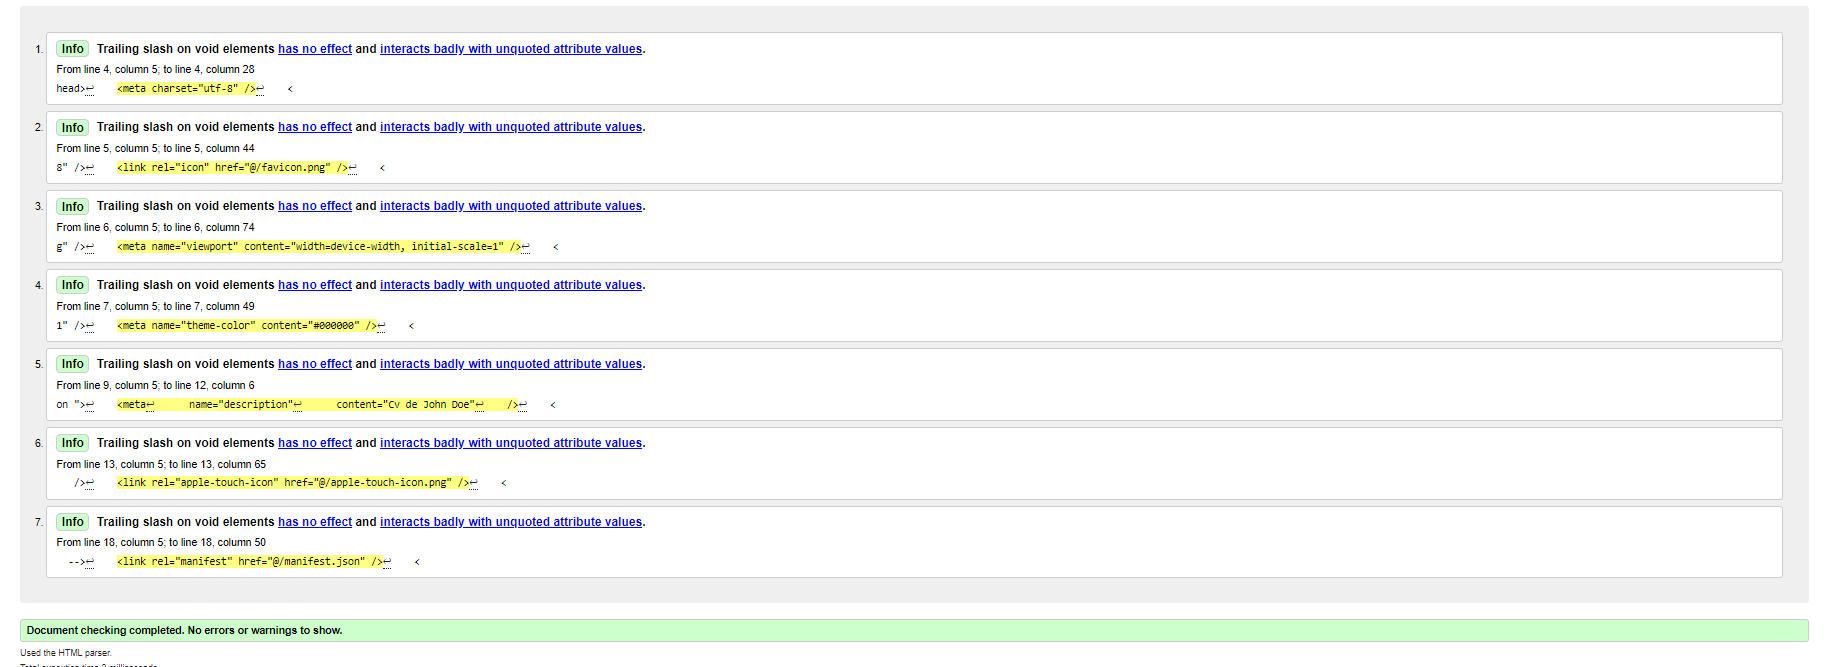 1. Info Trailing slash on void elements has no effect and interacts badly with unquoted attribute values.
From line 4, column 5; to line 4, column 28
head>↩    <meta charset="utf-8" />↩    <
2. Info Trailing slash on void elements has no effect and interacts badly with unquoted attribute values.
From line 5, column 5; to line 5, column 44
8" />↩    <link rel="icon" href="@/favicon.png" />↩    <
3. Info Trailing slash on void elements has no effect and interacts badly with unquoted attribute values.
From line 6, column 5; to line 6, column 74
g" />↩    <meta name="viewport" content="width=device-width, initial-scale=1" />↩    <
4. Info Trailing slash on void elements has no effect and interacts badly with unquoted attribute values.
From line 7, column 5; to line 7, column 49
1" />↩    <meta name="theme-color" content="#000000" />↩    <
5. Info Trailing slash on void elements has no effect and interacts badly with unquoted attribute values.
From line 9, column 5; to line 12, column 6
on ">↩    <meta↩      name="description"↩      content="Cv de John Doe"↩    />↩    <
6. Info Trailing slash on void elements has no effect and interacts badly with unquoted attribute values.
From line 13, column 5; to line 13, column 65
   />↩    <link rel="apple-touch-icon" href="@/apple-touch-icon.png" />↩    <
7. Info Trailing slash on void elements has no effect and interacts badly with unquoted attribute values.
From line 18, column 5; to line 18, column 50
  -->↩    <link rel="manifest" href="@/manifest.json" />↩    <
Document checking completed. No errors or warnings to show.
Used the HTML parser.
Total execution time 2 milliseconds.